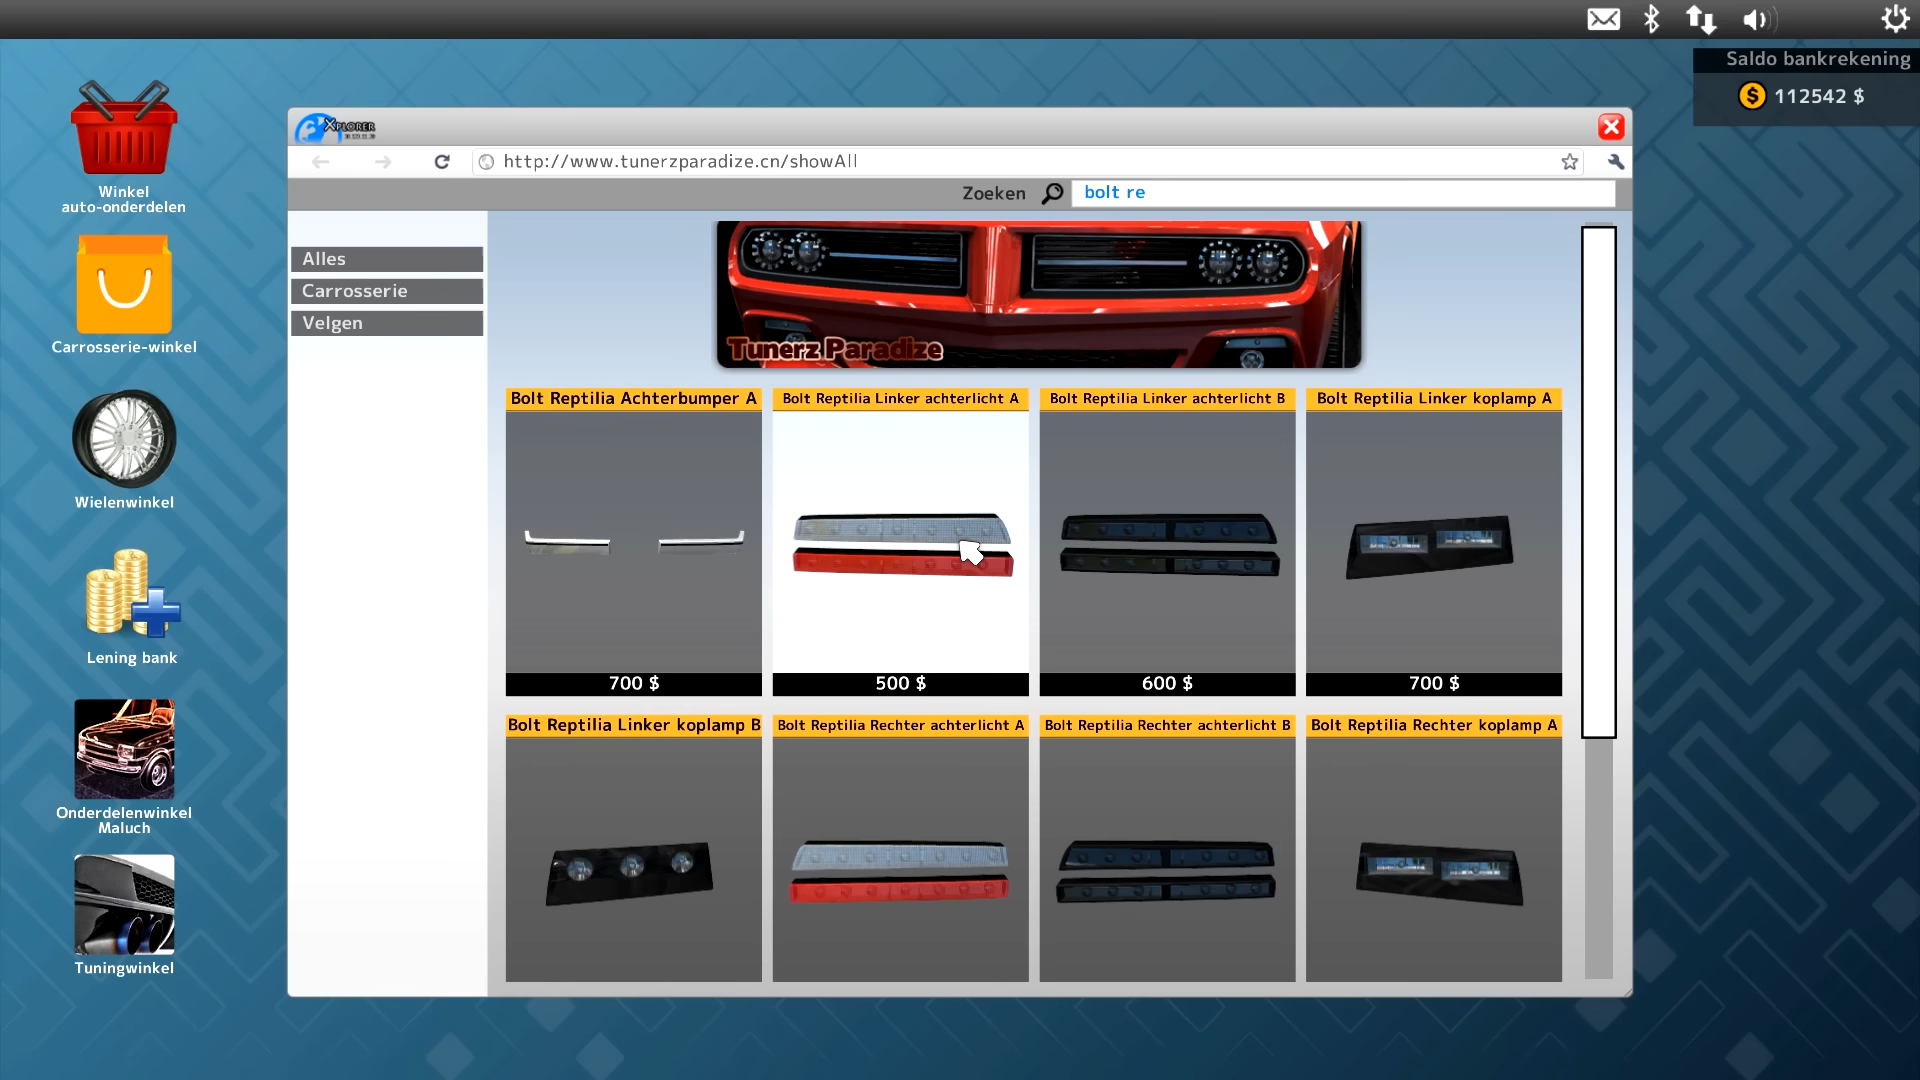 Saldo bankrekening
112542 $
Winkel
auto-onderdelen
Carrosserie-winkel
Wielenwinkel
Lening bank
Onderdelenwinkel
Maluch
Tuningwinkel
XPLORER
http://www.tunerzparadize.cn/showAll
Zoeken
bolt re
Alles
Carrosserie
Velgen
Tunerz Paradize
Bolt Reptilia Achterbumper A
Bolt Reptilia Linker achterlicht A
Bolt Reptilia Linker achterlicht B
Bolt Reptilia Linker koplamp A
700 $
500 $
600 $
700 $
Bolt Reptilia Linker koplamp B
Bolt Reptilia Rechter achterlicht A
Bolt Reptilia Rechter achterlicht B
Bolt Reptilia Rechter koplamp A